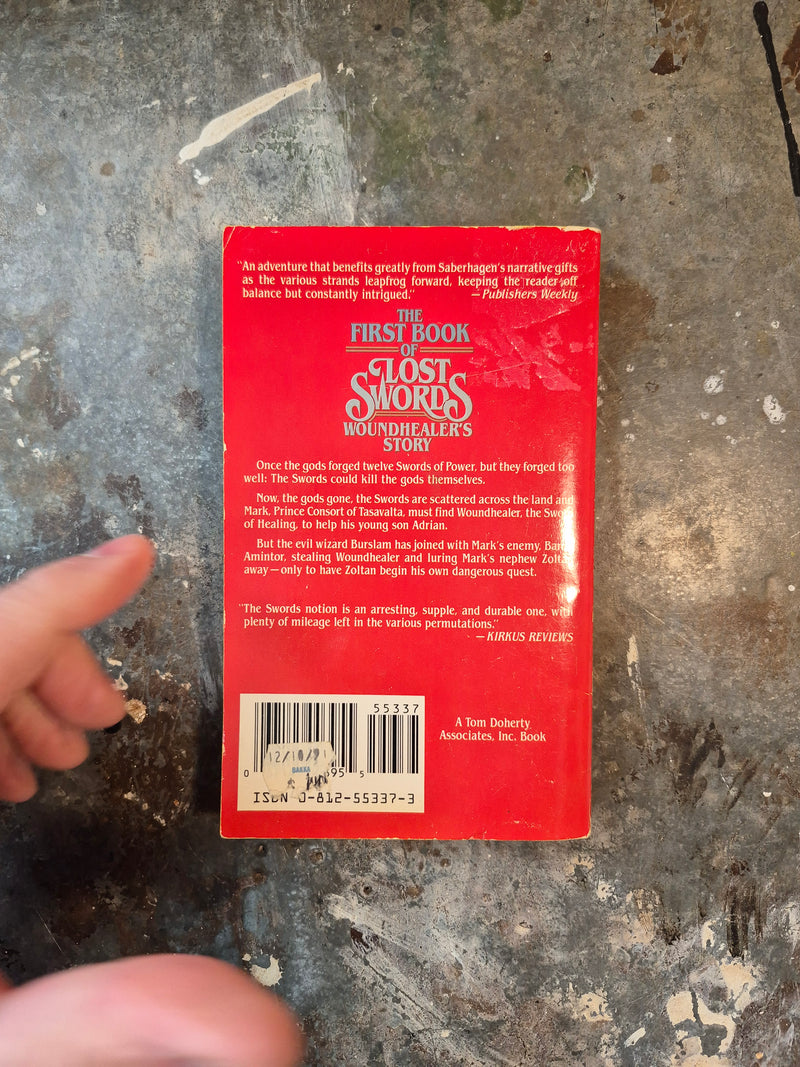 "An adventure that benefits greatly from Saberhagen's narrative gifts
as the various strands leapfrog forward, keeping the reader off
balance but constantly intrigued." —Publishers Weekly
THE
FIRST BOOK
OF
LOST
SWORDS
WOUNDHEALER'S
STORY
Once the gods forged twelve Swords of Power, but they forged too
well: The Swords could kill the gods themselves.
Now, the gods gone, the Swords are scattered across the land and
Mark, Prince Consort of Tasavalta, must find Woundhealer, the Sword
of Healing, to help his young son Adrian.
But the evil wizard Burslam has joined with Mark's enemy, Baron
Amintor, stealing Woundhealer and luring Mark's nephew Zoltan
away—only to have Zoltan begin his own dangerous quest.
"The Swords notion is an arresting, supple, and durable one, with
plenty of mileage left in the various permutations."
—KIRKUS REVIEWS
55337
A Tom Doherty
Associates, Inc. Book
12/10/91
BAKKA
0 95 5
ISBN 0-812-55337-3